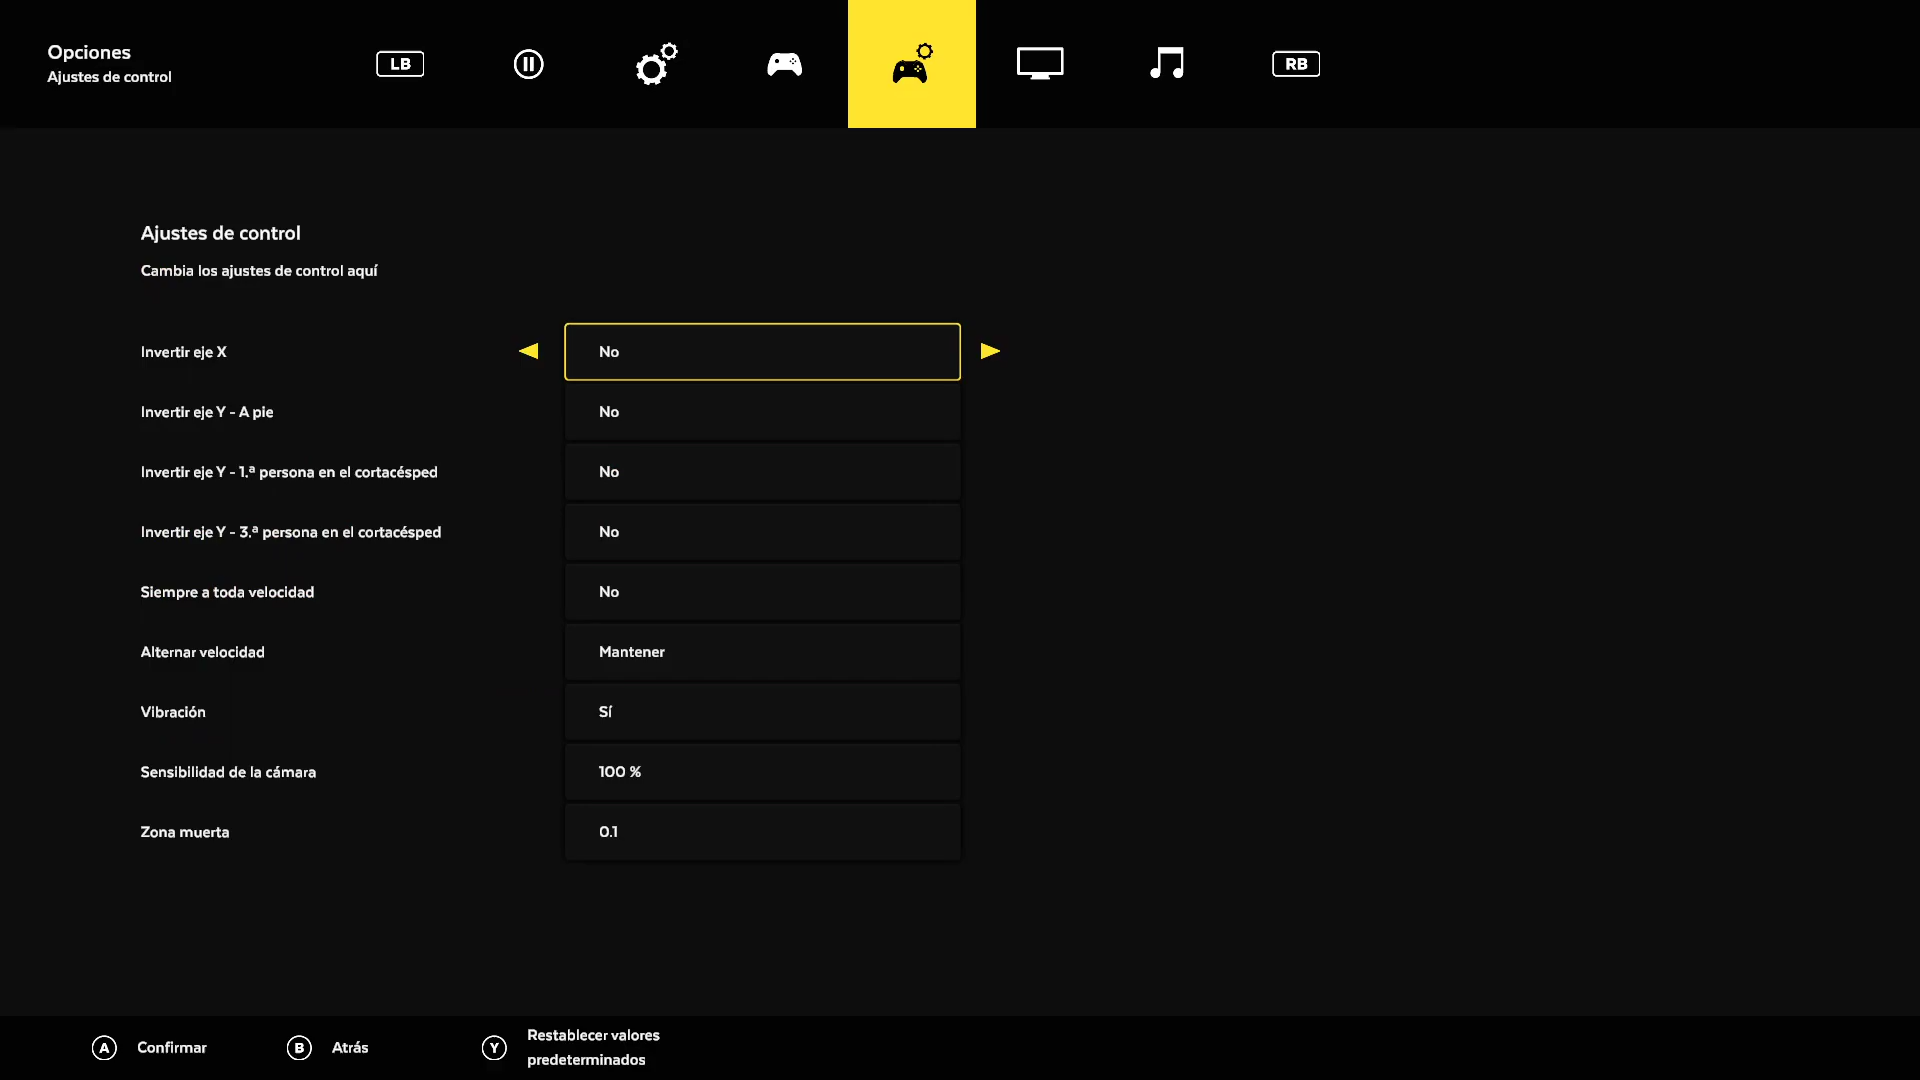 Opciones
Ajustes de control
LB
RB
Ajustes de control
Cambia los ajustes de control aquí
Invertir eje X
No
Invertir eje Y - A pie
No
Invertir eje Y - 1.ª persona en el cortacésped
No
Invertir eje Y - 3.ª persona en el cortacésped
No
Siempre a toda velocidad
No
Alternar velocidad
Mantener
Vibración
Sí
Sensibilidad de la cámara
100 %
Zona muerta
0.1
A Confirmar
B Atrás
Y Restablecer valores
predeterminados